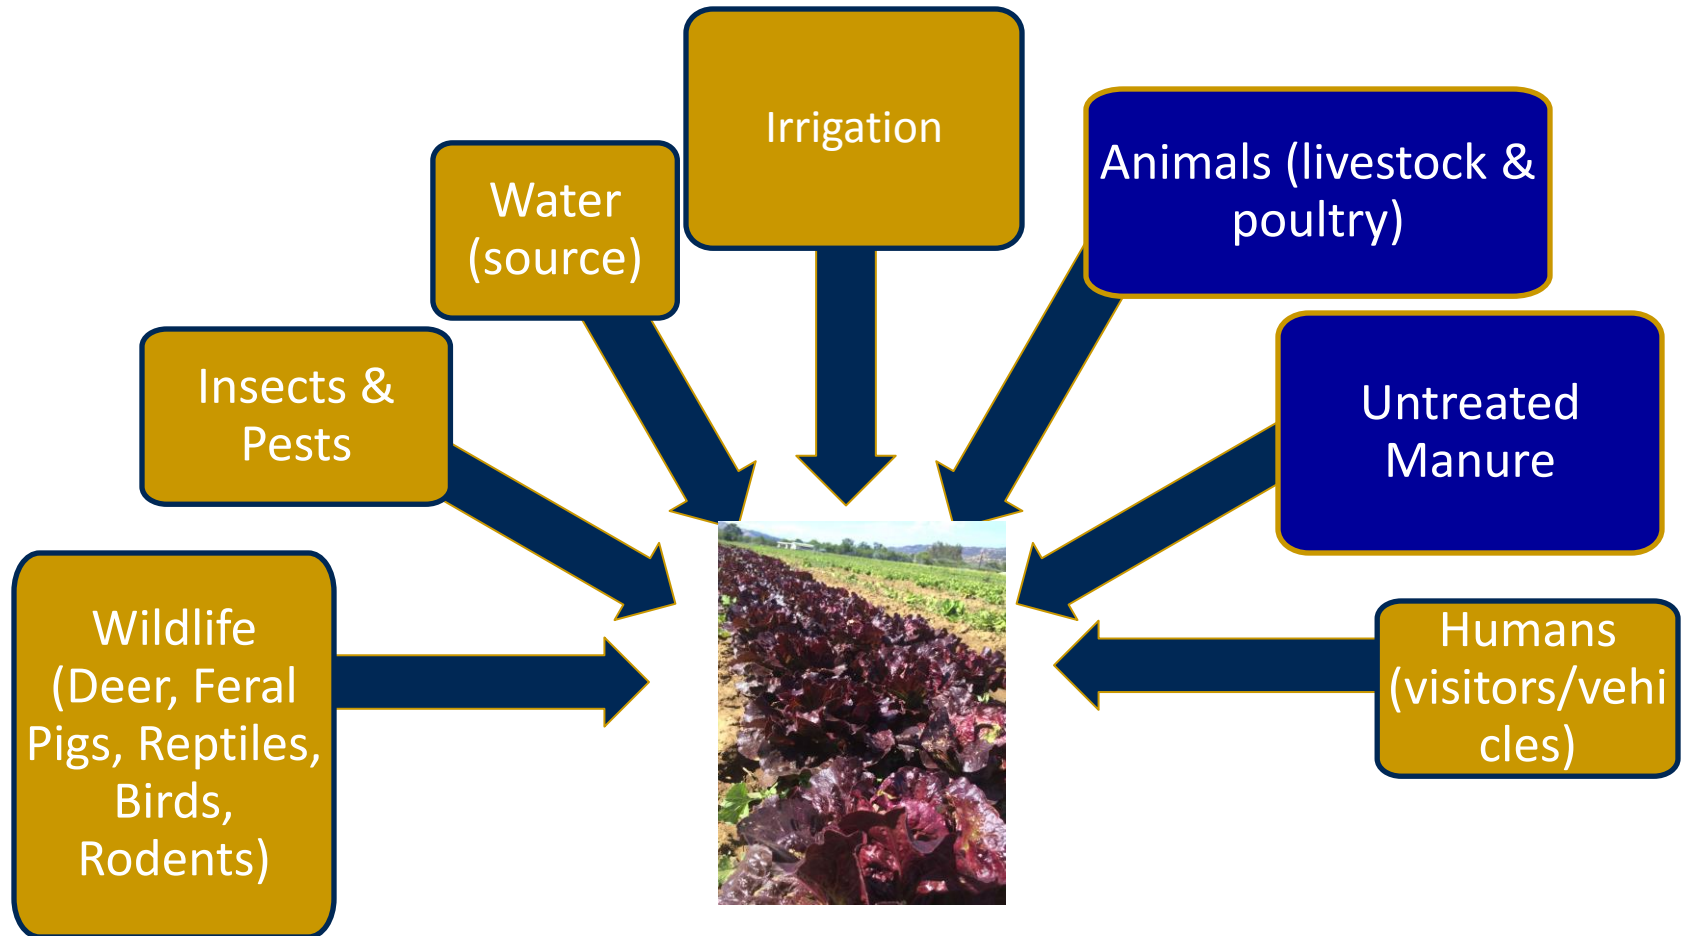 Irrigation
Animals (livestock &
poultry)
Water
(source)
Insects &
Pests
Untreated
Manure
Wildlife
(Deer, Feral
Pigs, Reptiles,
Birds,
Rodents)
Humans
(visitors/vehi
cles)